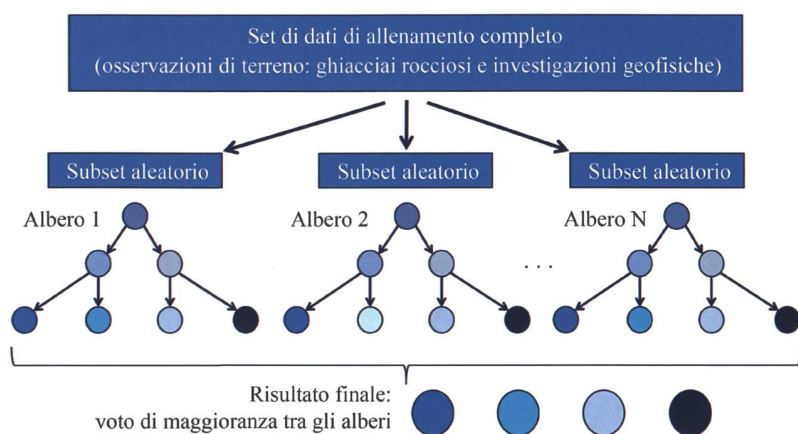 Set di dati di allenamento completo
(osservazioni di terreno: ghiacciai rocciosi e investigazioni geofisiche)
Subset aleatorio
Subset aleatorio
Subset aleatorio
Albero 1
Albero 2
Albero N
. . .
Risultato finale:
voto di maggioranza tra gli alberi